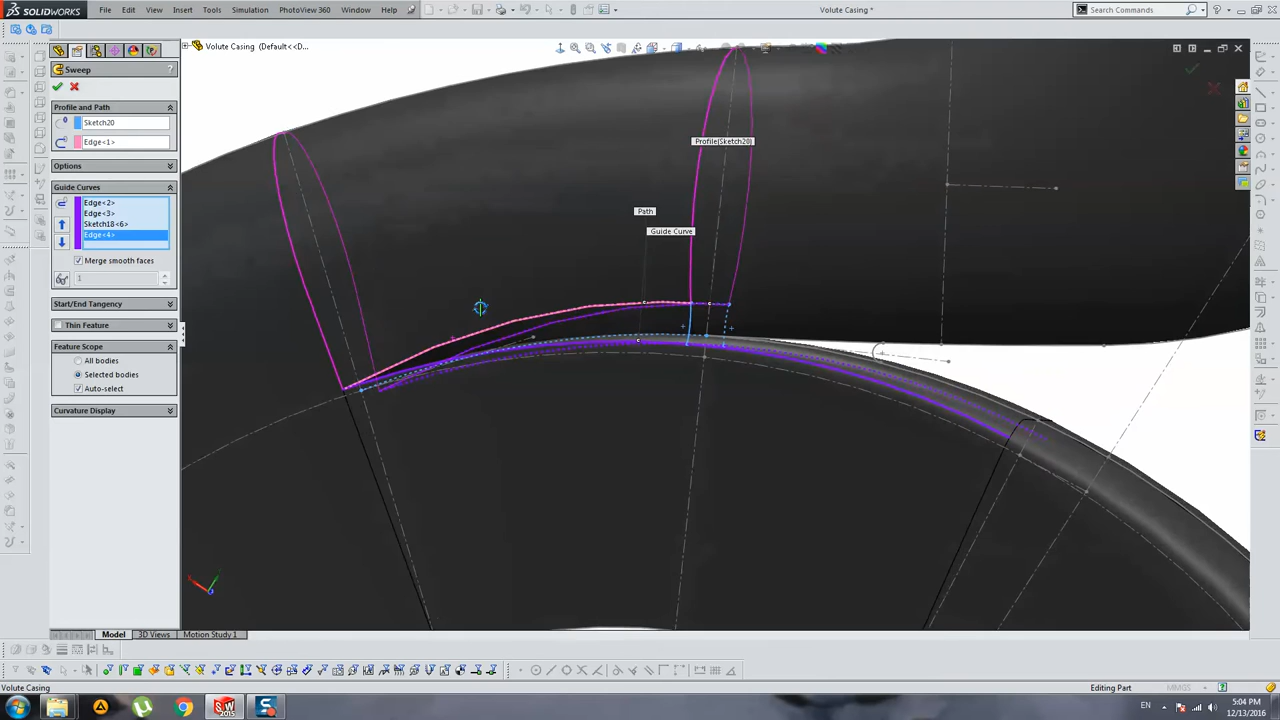 SOLIDWORKS File Edit View Insert Tools Simulation PhotoView 360 Window Help Volute Casing * Search Commands
Volute Casing (Default<<D...
Sweep ?
Profile and Path
Sketch20
Edge<1>
Options
Guide Curves
Edge<2>
Edge<3>
Sketch18<6>
Edge<4>
Merge smooth faces
1
Start/End Tangency
Thin Feature
Feature Scope
All bodies
Selected bodies
Auto-select
Curvature Display
Profile(Sketch20)
Path
Guide Curve
Model 3D Views Motion Study 1
Volute Casing Editing Part MMGS
SW 2015
EN 5:04 PM
12/13/2016